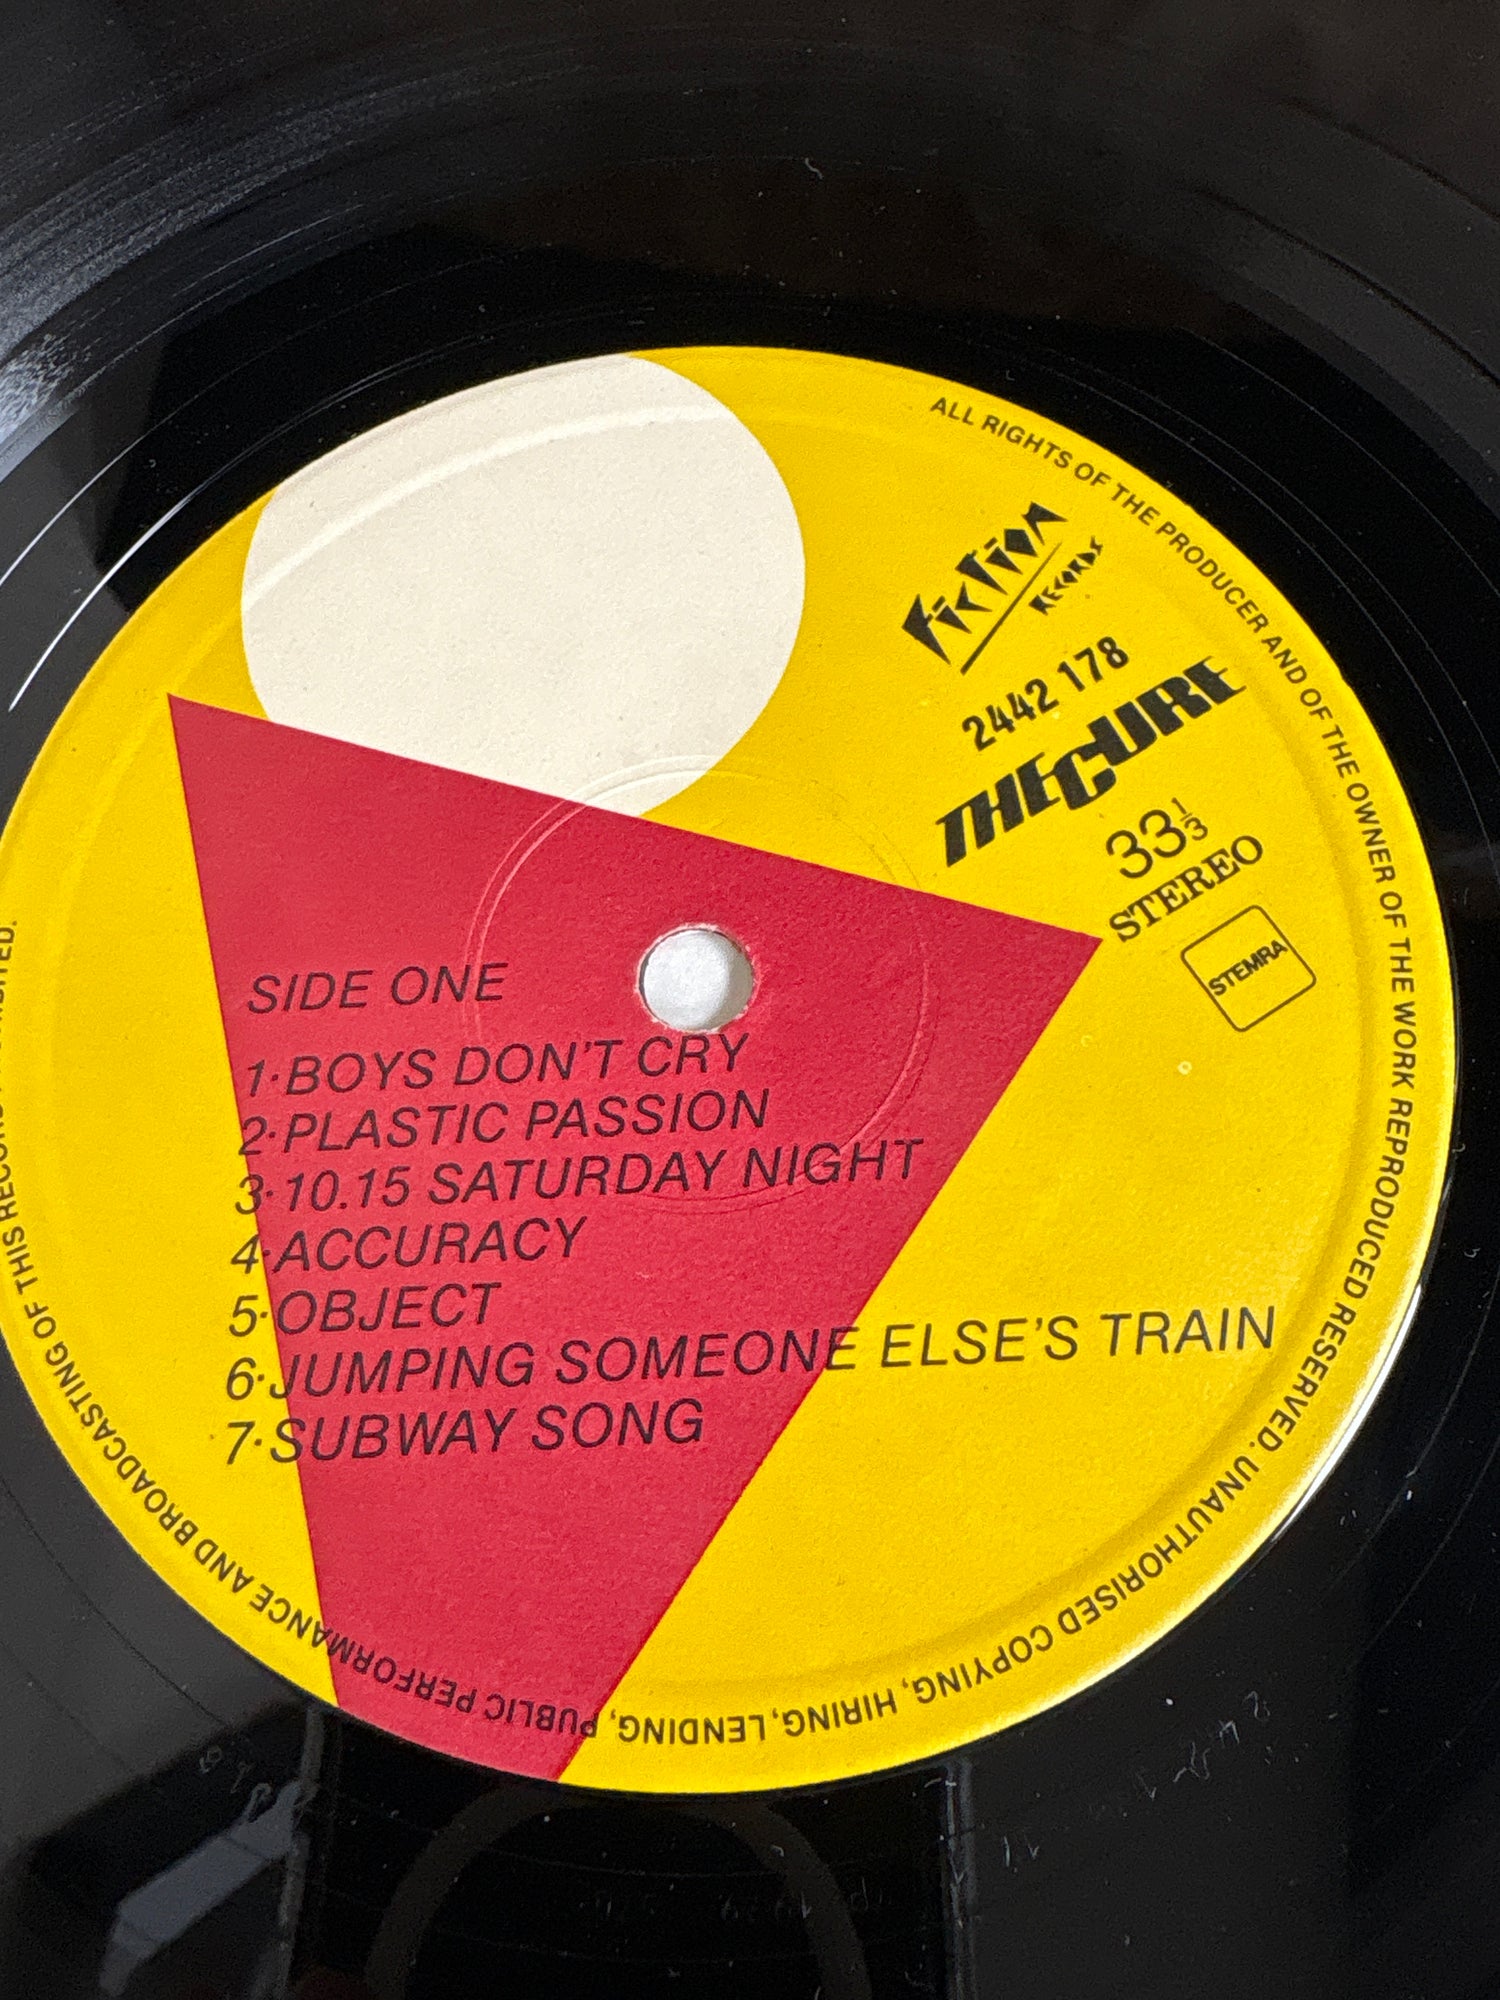 ALL RIGHTS OF THE PRODUCER AND OF THE OWNER OF THE WORK REPRODUCED RESERVED. UNAUTHORISED COPYING, HIRING, LENDING, PUBLIC PERFORMANCE AND BROADCASTING OF THIS RECORD
FICTION
RECORDS
2442 178
THE CURE
33⅓
STEREO
STEMRA
SIDE ONE
1·BOYS DON'T CRY
2·PLASTIC PASSION
3·10.15 SATURDAY NIGHT
4·ACCURACY
5·OBJECT
6·JUMPING SOMEONE ELSE'S TRAIN
7·SUBWAY SONG